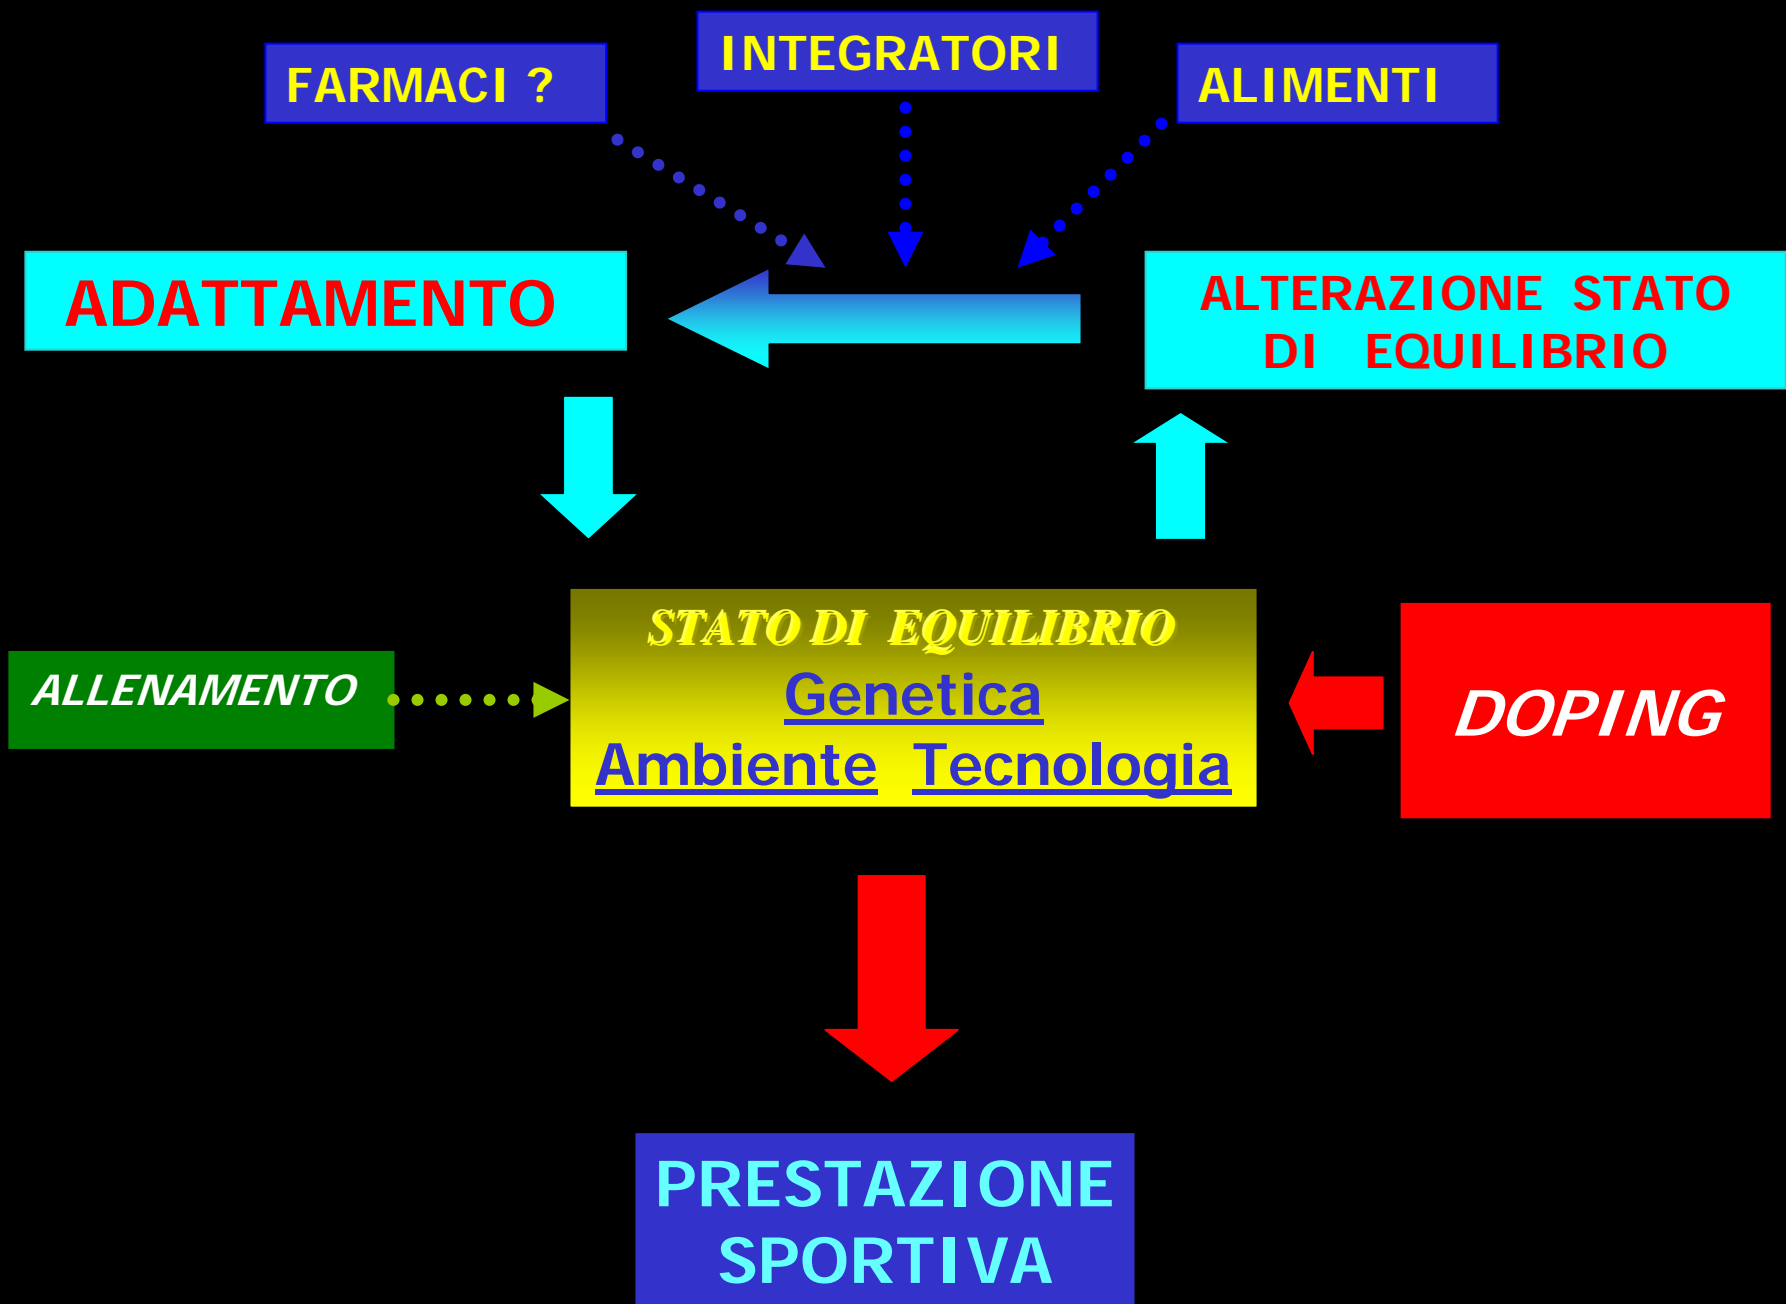 INTEGRATORI
FARMACI ?
ALIMENTI
ADATTAMENTO
ALTERAZIONE STATO
DI EQUILIBRIO
STATO DI EQUILIBRIO
Genetica
Ambiente Tecnologia
ALLENAMENTO
DOPING
PRESTAZIONE
SPORTIVA